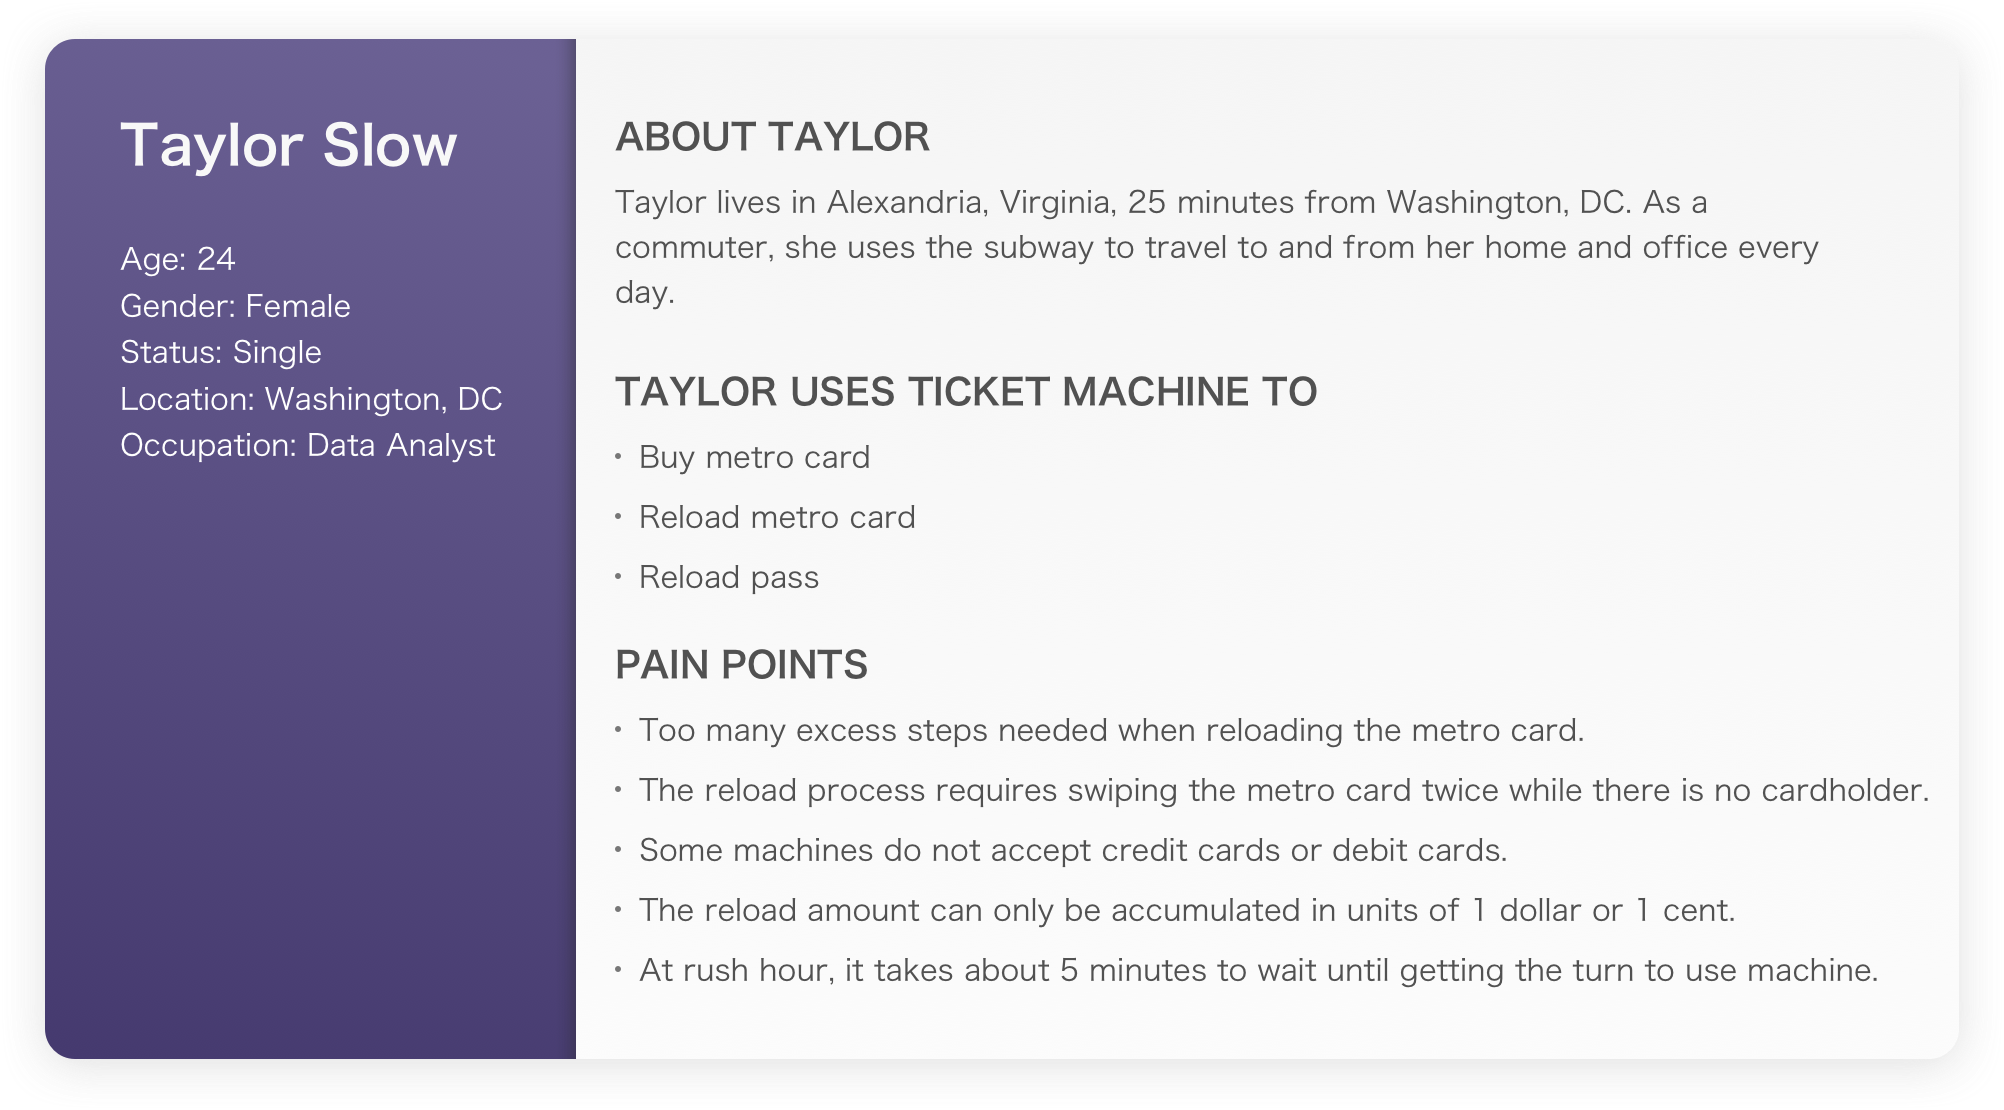 Taylor Slow
Age: 24
Gender: Female
Status: Single
Location: Washington, DC
Occupation: Data Analyst
ABOUT TAYLOR
Taylor lives in Alexandria, Virginia, 25 minutes from Washington, DC. As a
commuter, she uses the subway to travel to and from her home and office every
day.
TAYLOR USES TICKET MACHINE TO
• Buy metro card
• Reload metro card
• Reload pass
PAIN POINTS
• Too many excess steps needed when reloading the metro card.
• The reload process requires swiping the metro card twice while there is no cardholder.
• Some machines do not accept credit cards or debit cards.
• The reload amount can only be accumulated in units of 1 dollar or 1 cent.
• At rush hour, it takes about 5 minutes to wait until getting the turn to use machine.